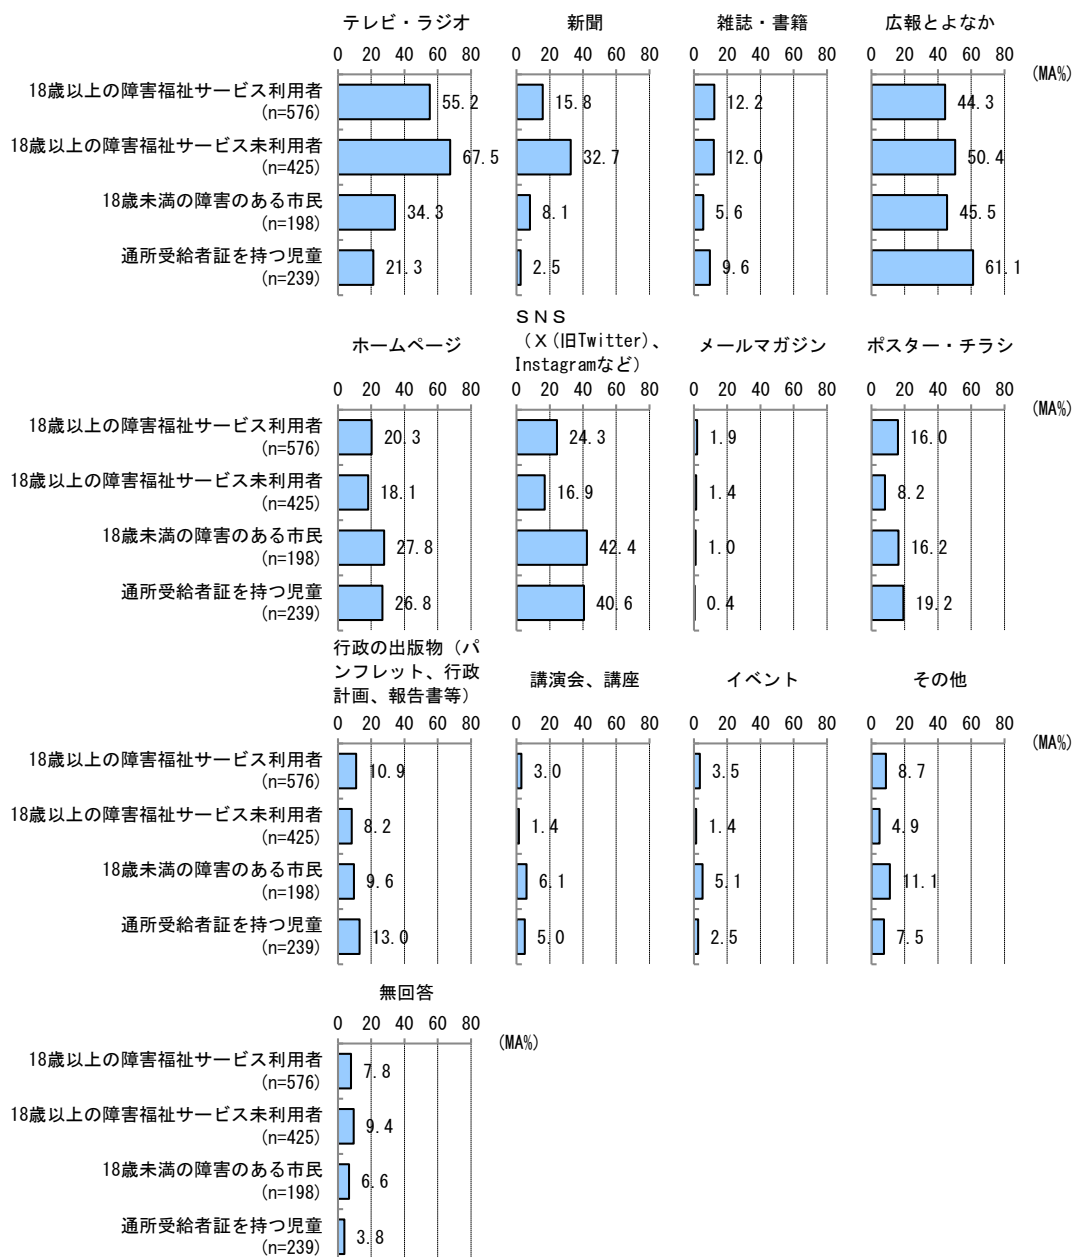 テレビ・ラジオ 新聞 雑誌・書籍 広報とよなか
0 20 40 60 80 0 20 40 60 80 0 20 40 60 80 0 20 40 60 80
(MA%)
18歳以上の障害福祉サービス利用者
(n=576)
55.2 15.8 12.2 44.3
18歳以上の障害福祉サービス未利用者
(n=425)
67.5 32.7 12.0 50.4
18歳未満の障害のある市民
(n=198)
34.3 8.1 5.6 45.5
通所受給者証を持つ児童
(n=239)
21.3 2.5 9.6 61.1
ホームページ
SNS
(X(旧Twitter)、
Instagramなど)
メールマガジン ポスター・チラシ
0 20 40 60 80 0 20 40 60 80 0 20 40 60 80 0 20 40 60 80
(MA%)
18歳以上の障害福祉サービス利用者
(n=576)
20.3 24.3 1.9 16.0
18歳以上の障害福祉サービス未利用者
(n=425)
18.1 16.9 1.4 8.2
18歳未満の障害のある市民
(n=198)
27.8 42.4 1.0 16.2
通所受給者証を持つ児童
(n=239)
26.8 40.6 0.4 19.2
行政の出版物（パ
ンフレット、行政
計画、報告書等）
講演会、講座 イベント その他
0 20 40 60 80 0 20 40 60 80 0 20 40 60 80 0 20 40 60 80
(MA%)
18歳以上の障害福祉サービス利用者
(n=576)
10.9 3.0 3.5 8.7
18歳以上の障害福祉サービス未利用者
(n=425)
8.2 1.4 1.4 4.9
18歳未満の障害のある市民
(n=198)
9.6 6.1 5.1 11.1
通所受給者証を持つ児童
(n=239)
13.0 5.0 2.5 7.5
無回答
0 20 40 60 80
(MA%)
18歳以上の障害福祉サービス利用者
(n=576)
7.8
18歳以上の障害福祉サービス未利用者
(n=425)
9.4
18歳未満の障害のある市民
(n=198)
6.6
通所受給者証を持つ児童
(n=239)
3.8